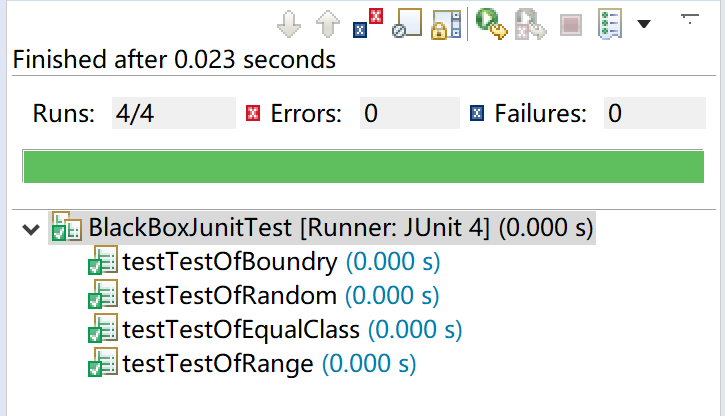 Finished after 0.023 seconds
Runs: 4/4 Errors: 0 Failures: 0
BlackBoxJunitTest [Runner: JUnit 4] (0.000 s)
testTestOfBoundry (0.000 s)
testTestOfRandom (0.000 s)
testTestOfEqualClass (0.000 s)
testTestOfRange (0.000 s)